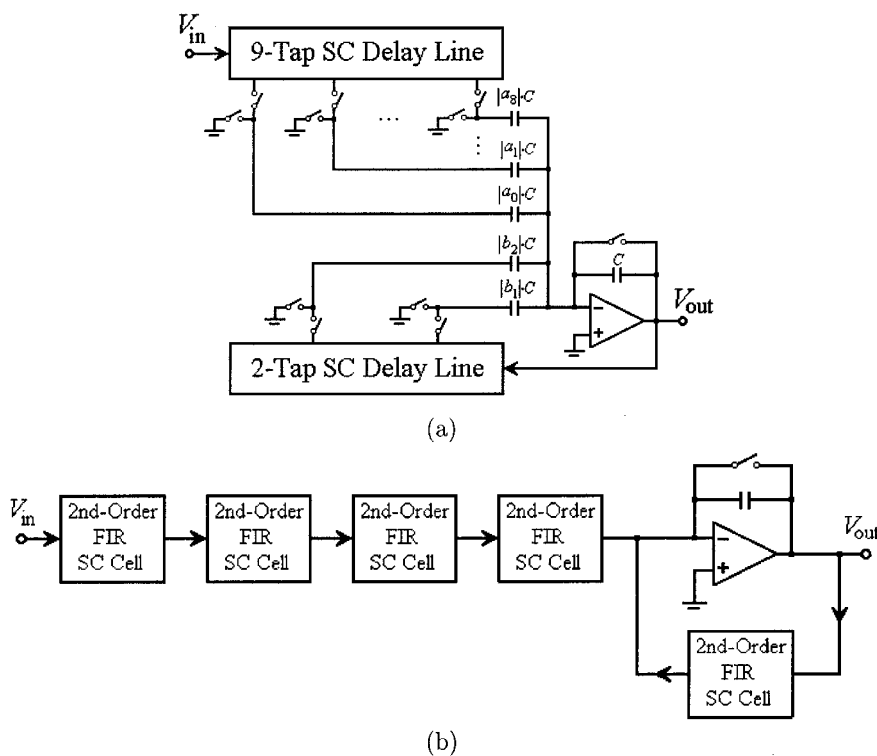 V_in
9-Tap SC Delay Line
|a_8|·C
...
|a_1|·C
|a_0|·C
|b_2|·C
|b_1|·C
C
−
+
V_out
2-Tap SC Delay Line
(a)
V_in
2nd-Order
FIR
SC Cell
2nd-Order
FIR
SC Cell
2nd-Order
FIR
SC Cell
2nd-Order
FIR
SC Cell
−
+
V_out
2nd-Order
FIR
SC Cell
(b)